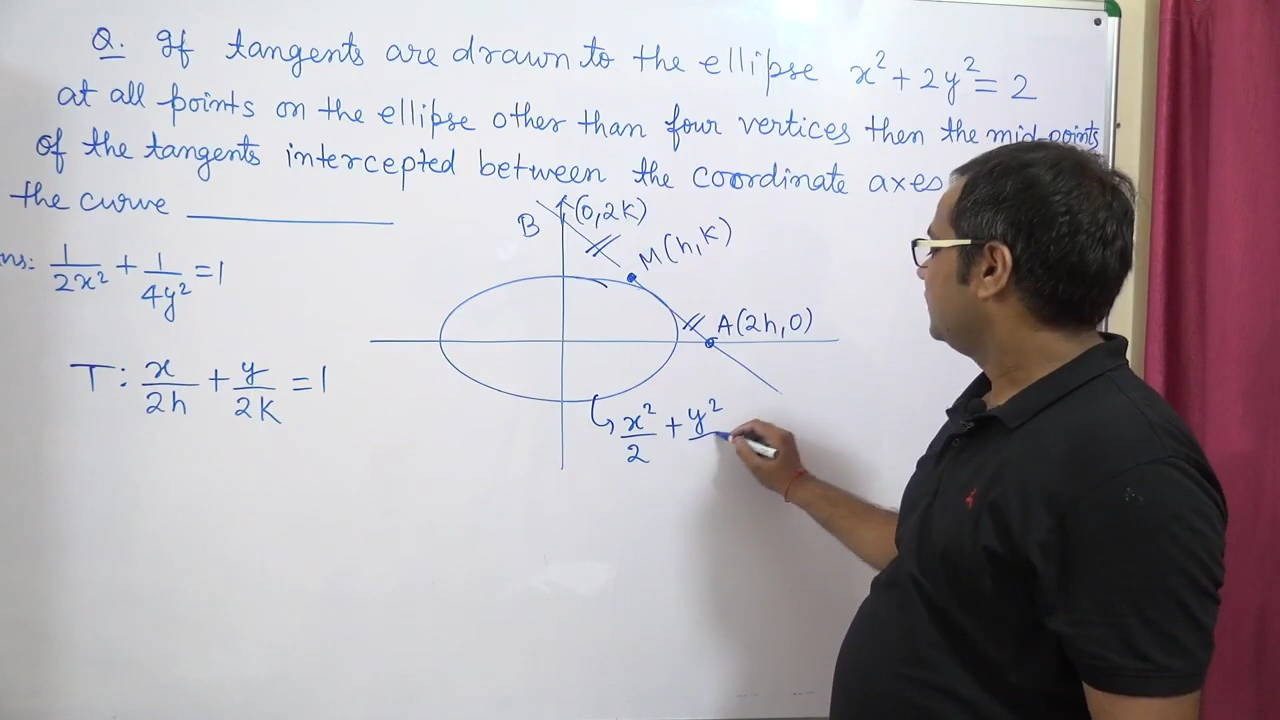 Q. If tangents are drawn to the ellipse x² + 2y² = 2
at all points on the ellipse other than four vertices then the mid-points
of the tangents intercepted between the coordinate axes
the curve __________
ns: 1/2x² + 1/4y² = 1
B (0,2K)
M(h,K)
A(2h,0)
T: x/2h + y/2K = 1
x²/2 + y²